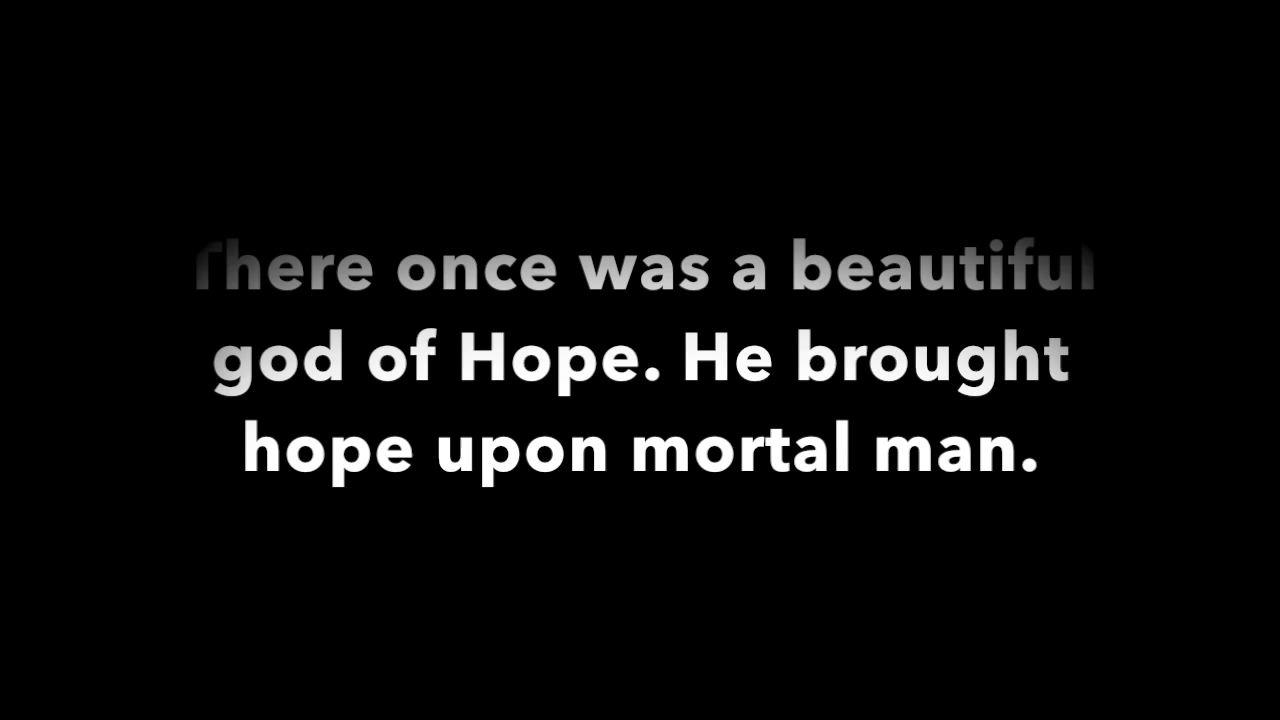 There once was a beautiful
god of Hope. He brought
hope upon mortal man.